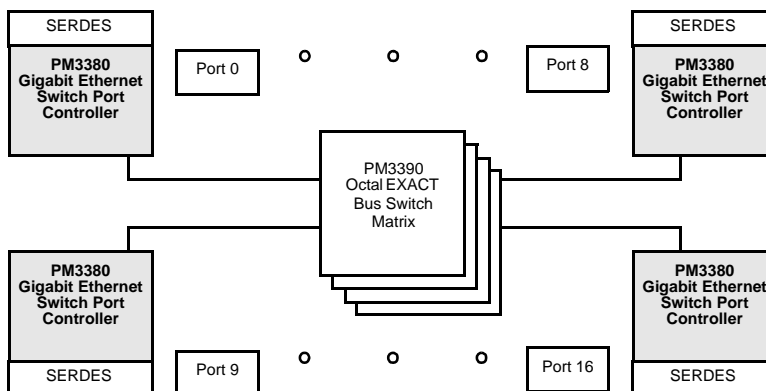 SERDES
PM3380
Gigabit Ethernet
Switch Port
Controller
Port 0
Port 8
SERDES
PM3380
Gigabit Ethernet
Switch Port
Controller
PM3390
Octal EXACT
Bus Switch
Matrix
PM3380
Gigabit Ethernet
Switch Port
Controller
SERDES
Port 9
Port 16
PM3380
Gigabit Ethernet
Switch Port
Controller
SERDES